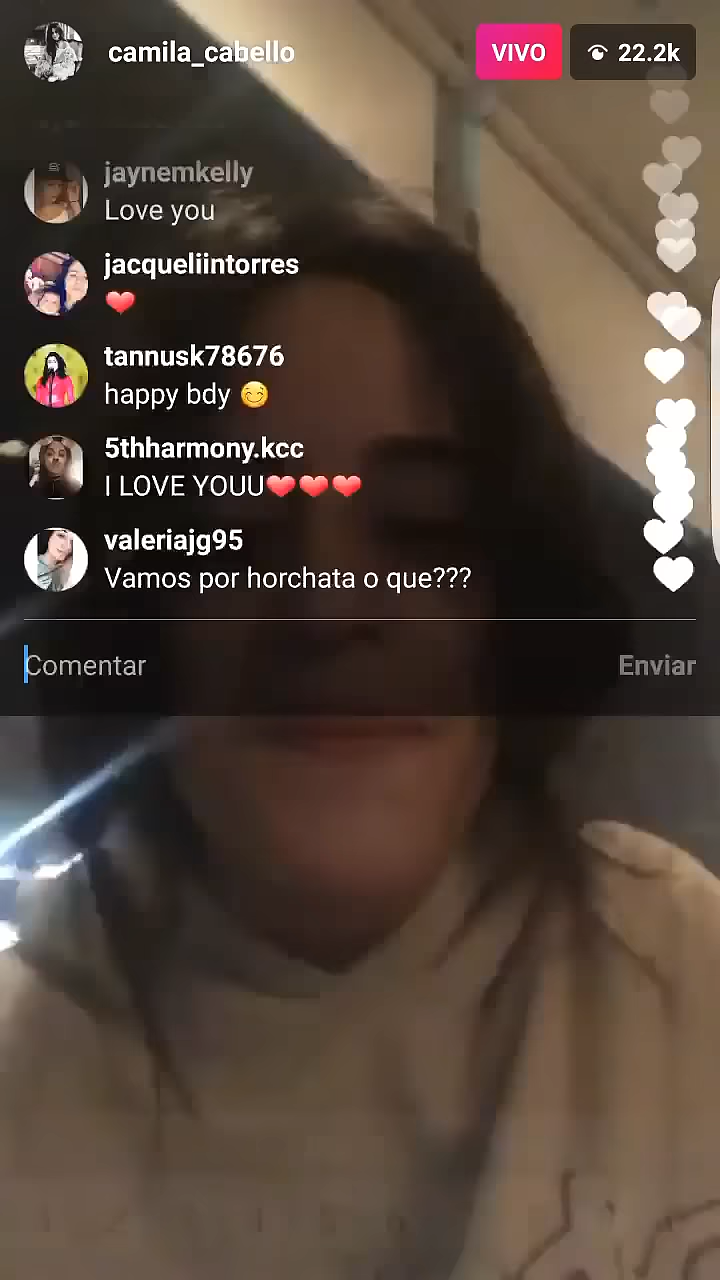 camila_cabello VIVO 22.2k
jaynemkelly
Love you
jacqueliintorres
❤️
tannusk78676
happy bdy 😊
5thharmony.kcc
I LOVE YOUU❤️❤️❤️
valeriajg95
Vamos por horchata o que???
Comentar Enviar